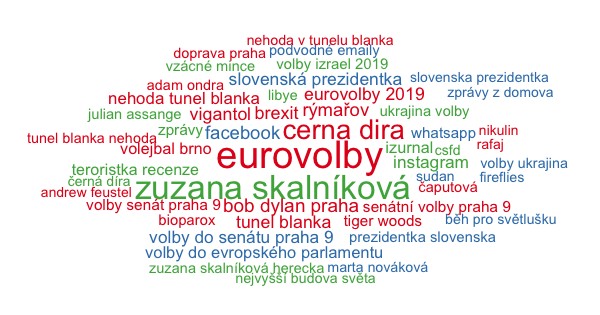 nehoda v tunelu blanka
doprava praha podvodné emaily
vzácné mince volby izrael 2019
adam ondra slovenská prezidentka slovenska prezidentka
nehoda tunel blanka libye eurovolby 2019 zprávy z domova
julian assange vigantol brexit rýmařov ukrajina volby
zprávy facebook cerna dira whatsapp nikulin
tunel blanka nehoda volejbal brno eurovolby izurnal csfd rafaj
teroristka recenze instagram volby ukrajina
černá díra zuzana skalníková sudan fireflies
andrew feustel čaputová
volby senát praha 9 bob dylan praha senátní volby praha 9
bioparox tunel blanka tiger woods běh pro světlušku
volby do senátu praha 9 prezidentka slovenska
volby do evropského parlamentu
zuzana skalníková herecka marta nováková
nejvyšší budova světa